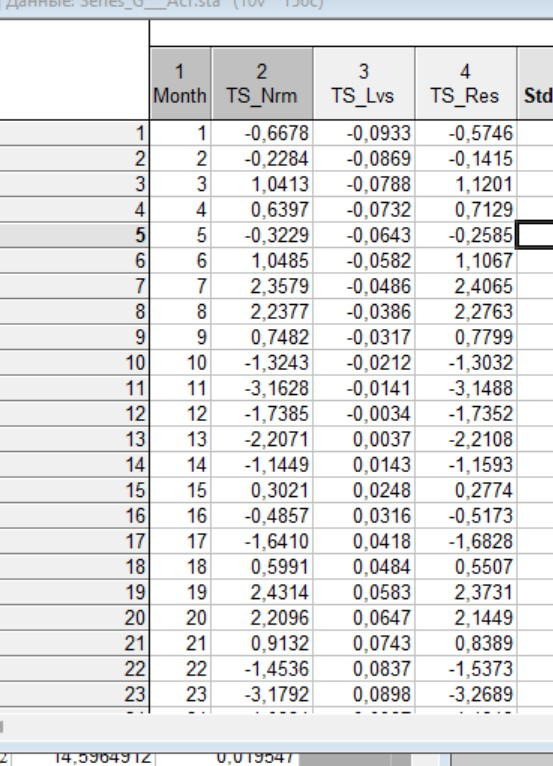 Данные: Series_G___Acf.sta (10v * 150c)
1 2 3 4
Month TS_Nrm TS_Lvs TS_Res Std
1 1 -0,6678 -0,0933 -0,5746
2 2 -0,2284 -0,0869 -0,1415
3 3 1,0413 -0,0788 1,1201
4 4 0,6397 -0,0732 0,7129
5 5 -0,3229 -0,0643 -0,2585
6 6 1,0485 -0,0582 1,1067
7 7 2,3579 -0,0486 2,4065
8 8 2,2377 -0,0386 2,2763
9 9 0,7482 -0,0317 0,7799
10 10 -1,3243 -0,0212 -1,3032
11 11 -3,1628 -0,0141 -3,1488
12 12 -1,7385 -0,0034 -1,7352
13 13 -2,2071 0,0037 -2,2108
14 14 -1,1449 0,0143 -1,1593
15 15 0,3021 0,0248 0,2774
16 16 -0,4857 0,0316 -0,5173
17 17 -1,6410 0,0418 -1,6828
18 18 0,5991 0,0484 0,5507
19 19 2,4314 0,0583 2,3731
20 20 2,2096 0,0647 2,1449
21 21 0,9132 0,0743 0,8389
22 22 -1,4536 0,0837 -1,5373
23 23 -3,1792 0,0898 -3,2689
14,5964912 0,019547